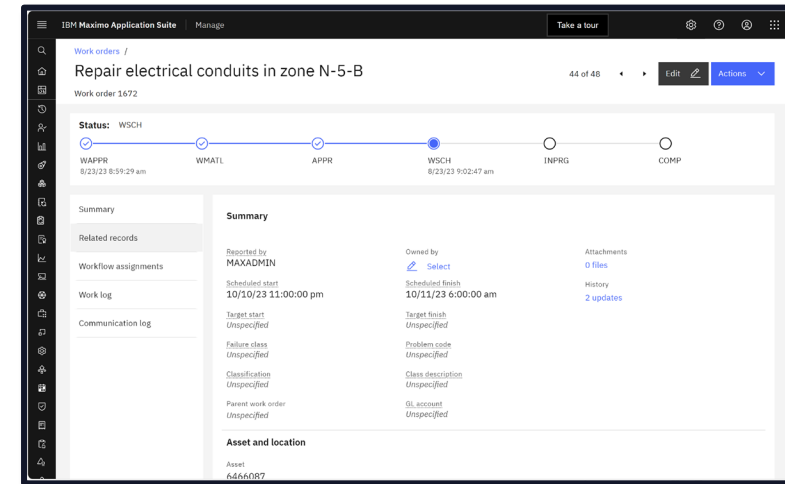 IBM Maximo Application Suite Manage Take a tour
Work orders /
Repair electrical conduits in zone N-5-B
44 of 48 Edit Actions
Work order 1672
Status: WSCH
WAPPR WMATL APPR WSCH INPRG COMP
8/23/23 8:59:29 am 8/23/23 9:02:47 am
Summary
Related records
Workflow assignments
Work log
Communication log
Summary
Reported by Owned by Attachments
MAXADMIN Select 0 files
Scheduled start Scheduled finish History
10/10/23 11:00:00 pm 10/11/23 6:00:00 am 2 updates
Target start Target finish
Unspecified Unspecified
Failure class Problem code
Unspecified Unspecified
Classification Class description
Unspecified Unspecified
Parent work order GL account
Unspecified Unspecified
Asset and location
Asset
6466087